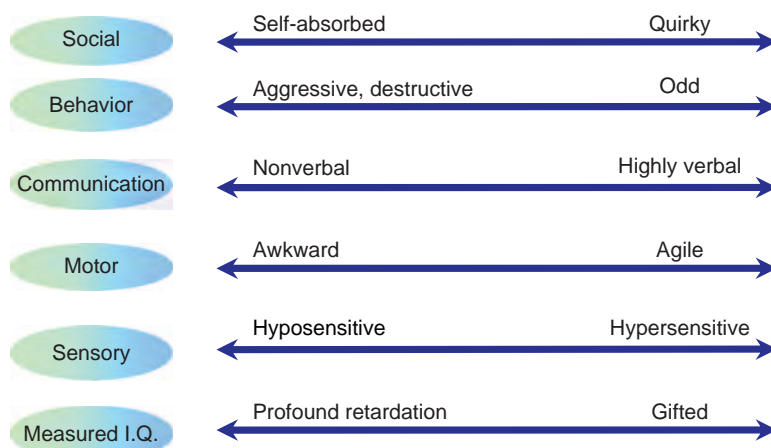 Social Self-absorbed Quirky
Behavior Aggressive, destructive Odd
Communication Nonverbal Highly verbal
Motor Awkward Agile
Sensory Hyposensitive Hypersensitive
Measured I.Q. Profound retardation Gifted